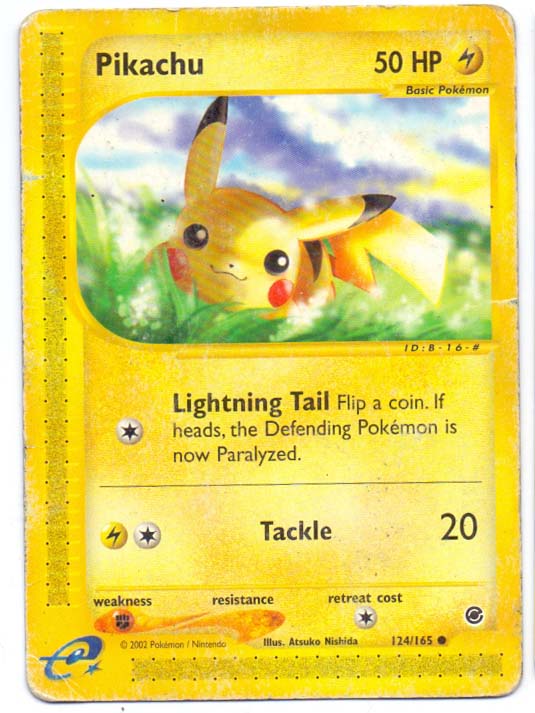 Pikachu 50 HP
Basic Pokémon
ID:B-16-#
Lightning Tail Flip a coin. If
heads, the Defending Pokémon is
now Paralyzed.
Tackle 20
weakness resistance retreat cost
© 2002 Pokémon / Nintendo Illus. Atsuko Nishida 124/165
e